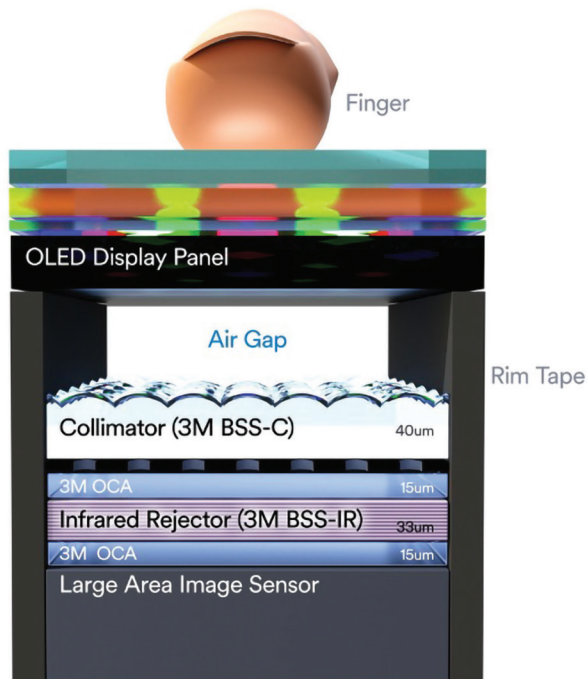 Finger
OLED Display Panel
Air Gap
Rim Tape
Collimator (3M BSS-C) 40um
3M OCA 15um
Infrared Rejector (3M BSS-IR) 33um
3M OCA 15um
Large Area Image Sensor